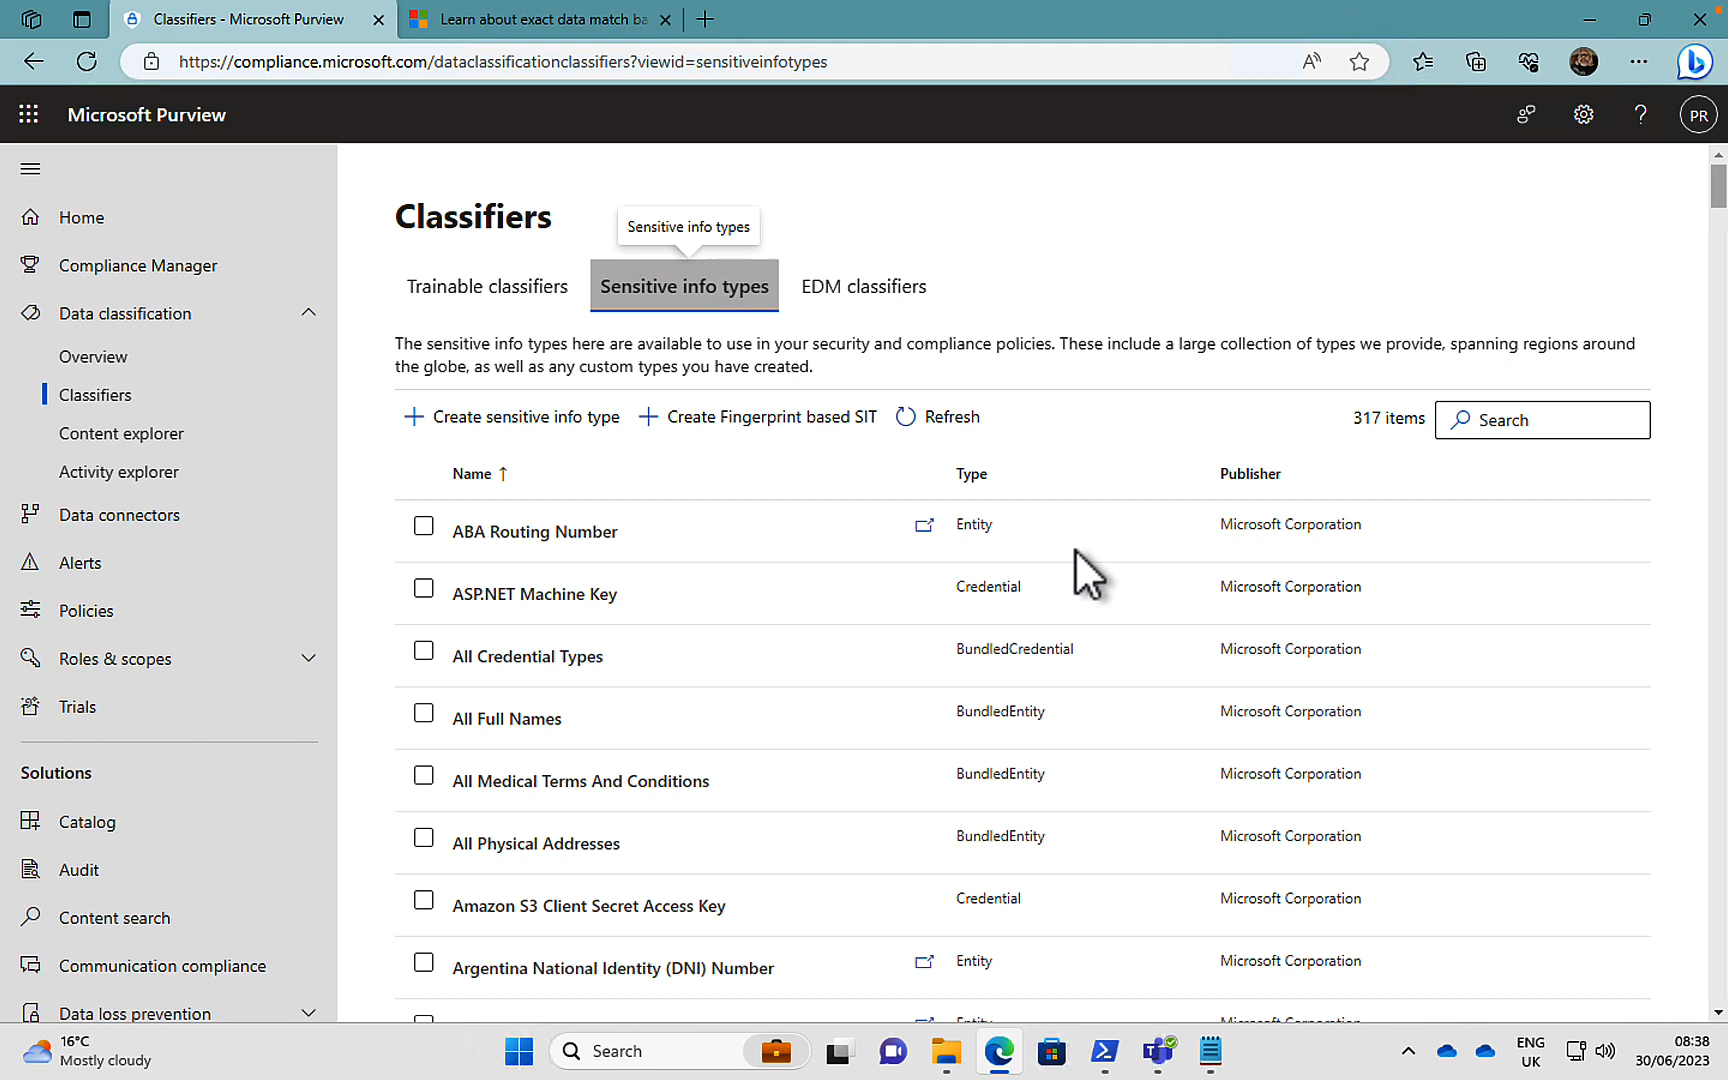 Classifiers - Microsoft Purview
Learn about exact data match ba
https://compliance.microsoft.com/dataclassificationclassifiers?viewid=sensitiveinfotypes
Microsoft Purview
PR
Home
Compliance Manager
Data classification
Overview
Classifiers
Content explorer
Activity explorer
Data connectors
Alerts
Policies
Roles & scopes
Trials
Solutions
Catalog
Audit
Content search
Communication compliance
Data loss prevention
Classifiers
Sensitive info types
Trainable classifiers Sensitive info types EDM classifiers
The sensitive info types here are available to use in your security and compliance policies. These include a large collection of types we provide, spanning regions around
the globe, as well as any custom types you have created.
Create sensitive info type Create Fingerprint based SIT Refresh 317 items Search
Name Type Publisher
ABA Routing Number Entity Microsoft Corporation
ASP.NET Machine Key Credential Microsoft Corporation
All Credential Types BundledCredential Microsoft Corporation
All Full Names BundledEntity Microsoft Corporation
All Medical Terms And Conditions BundledEntity Microsoft Corporation
All Physical Addresses BundledEntity Microsoft Corporation
Amazon S3 Client Secret Access Key Credential Microsoft Corporation
Argentina National Identity (DNI) Number Entity Microsoft Corporation
16°C
Mostly cloudy
Search
ENG
UK
08:38
30/06/2023